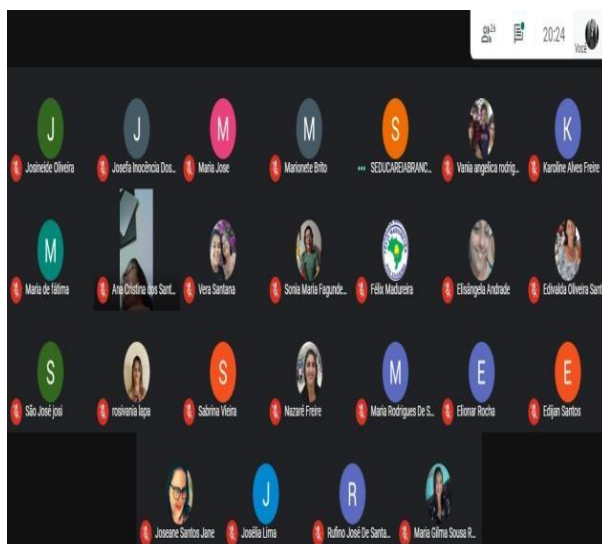 26
20:24
Você
J
J
M
M
S
K
Josineide Oliveira
Josefa Inocência Dos...
Maria Jose
Marionete Brito
SEDUCAREIABRANC...
Vania angelica rodrig...
Karoline Alves Freire
M
Maria de fátima
Ana Cristina dos Sant...
Vera Santana
Sonia Maria Fagunde...
Félix Madureira
Elisângela Andrade
Edivalda Oliveira Sant
S
S
M
E
E
São José josi
rosivania lapa
Sabrina Vieira
Nazaré Freire
Maria Rodrigues De S...
Elionar Rocha
Edijan Santos
J
R
Joseane Santos Jane
Josélia Lima
Rufino José De Santa...
Maria Gilma Sousa R...